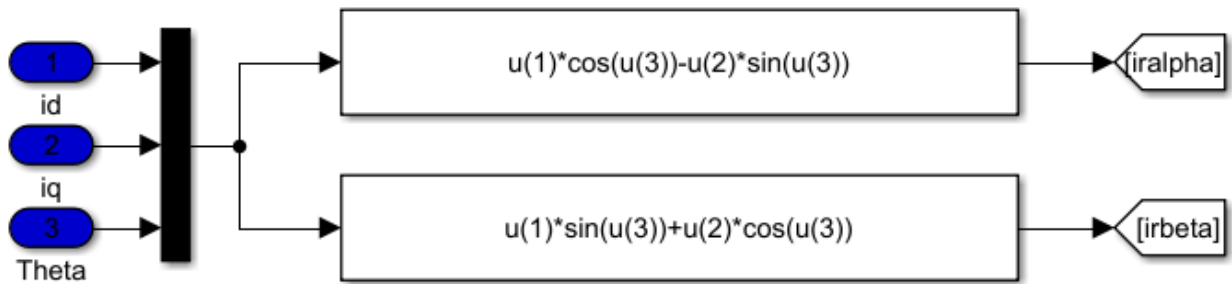 1
id
2
iq
3
Theta
u(1)*cos(u(3))-u(2)*sin(u(3))
[iralpha]
u(1)*sin(u(3))+u(2)*cos(u(3))
[irbeta]